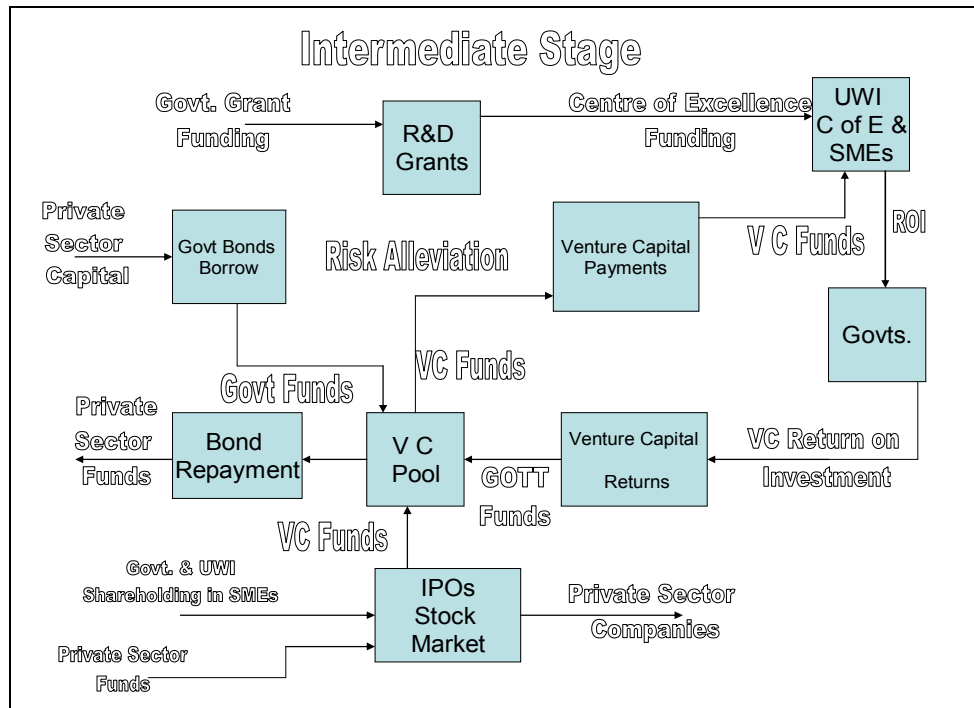 Intermediate Stage
Govt. Grant
Funding
R&D
Grants
Centre of Excellence
Funding
UWI
C of E &
SMEs
Private
Sector
Capital
Govt Bonds
Borrow
Risk Alleviation
Venture Capital
Payments
V C Funds
ROI
Govts.
Govt Funds
VC Funds
Private
Sector
Funds
Bond
Repayment
V C
Pool
GOTT
Funds
Venture Capital
Returns
VC Return on
Investment
VC Funds
Govt. & UWI
Shareholding in SMEs
Private Sector
Funds
IPOs
Stock
Market
Private Sector
Companies